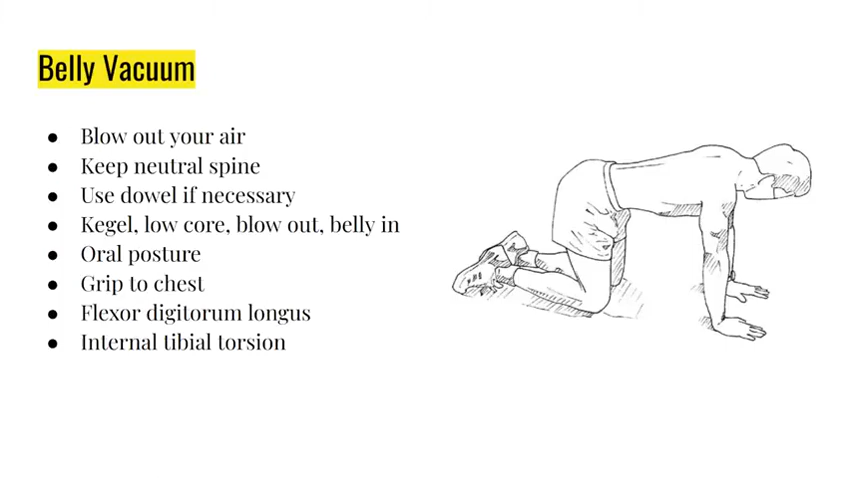 Belly Vacuum
● Blow out your air
● Keep neutral spine
● Use dowel if necessary
● Kegel, low core, blow out, belly in
● Oral posture
● Grip to chest
● Flexor digitorum longus
● Internal tibial torsion